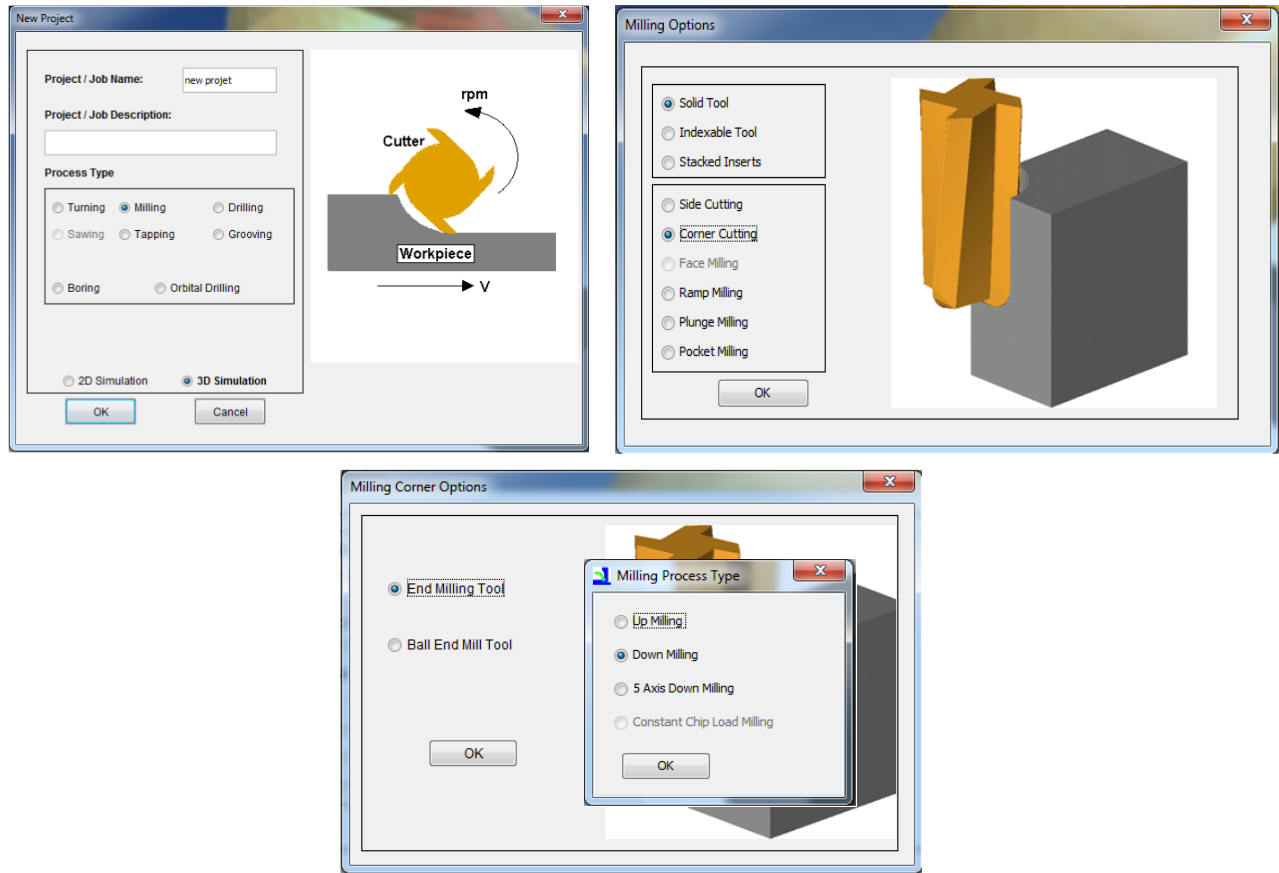 New Project
Project / Job Name: new projet
Project / Job Description:
Process Type
Turning Milling Drilling
Sawing Tapping Grooving
Boring Orbital Drilling
2D Simulation 3D Simulation
OK Cancel
rpm
Cutter
Workpiece
V
Milling Options
Solid Tool
Indexable Tool
Stacked Inserts
Side Cutting
Corner Cutting
Face Milling
Ramp Milling
Plunge Milling
Pocket Milling
OK
Milling Corner Options
End Milling Tool
Ball End Mill Tool
OK
Milling Process Type
Up Milling
Down Milling
5 Axis Down Milling
Constant Chip Load Milling
OK